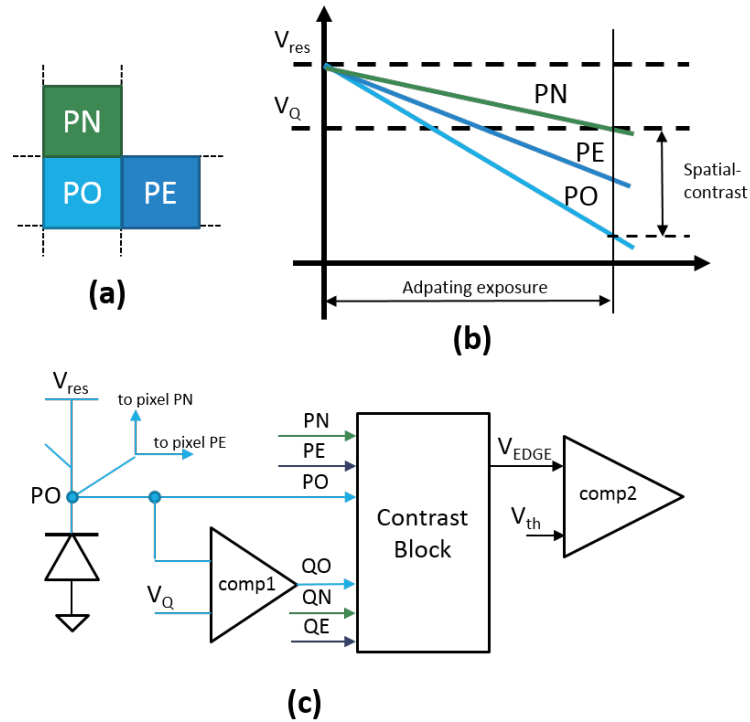 PN
PO
PE
(a)
V_res
V_Q
PN
PE
PO
Spatial-
contrast
Adpating exposure
(b)
V_res
to pixel PN
to pixel PE
PO
V_Q
comp1
PN
PE
PO
QO
QN
QE
Contrast
Block
V_EDGE
V_th
comp2
(c)